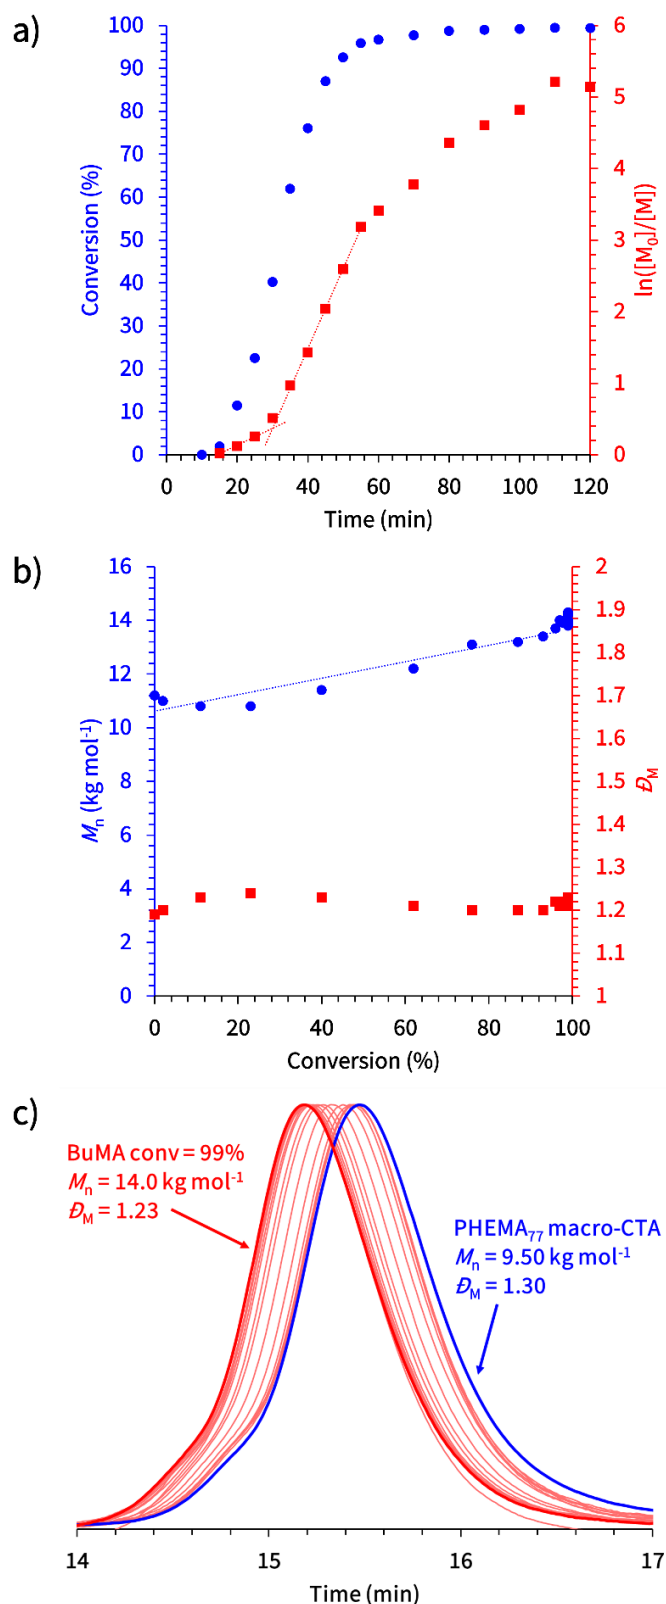 a)
100
90
80
70
60
50
40
30
20
10
0
Conversion (%)
6
5
4
3
2
1
0
ln([M₀]/[M])
0 20 40 60 80 100 120
Time (min)
b)
16
14
12
10
8
6
4
2
0
Mₙ (kg mol⁻¹)
2
1.9
1.8
1.7
1.6
1.5
1.4
1.3
1.2
1.1
1
Đ_M
0 20 40 60 80 100
Conversion (%)
c)
BuMA conv = 99%
Mₙ = 14.0 kg mol⁻¹
Đ_M = 1.23
PHEMA₇₇ macro-CTA
Mₙ = 9.50 kg mol⁻¹
Đ_M = 1.30
14 15 16 17
Time (min)